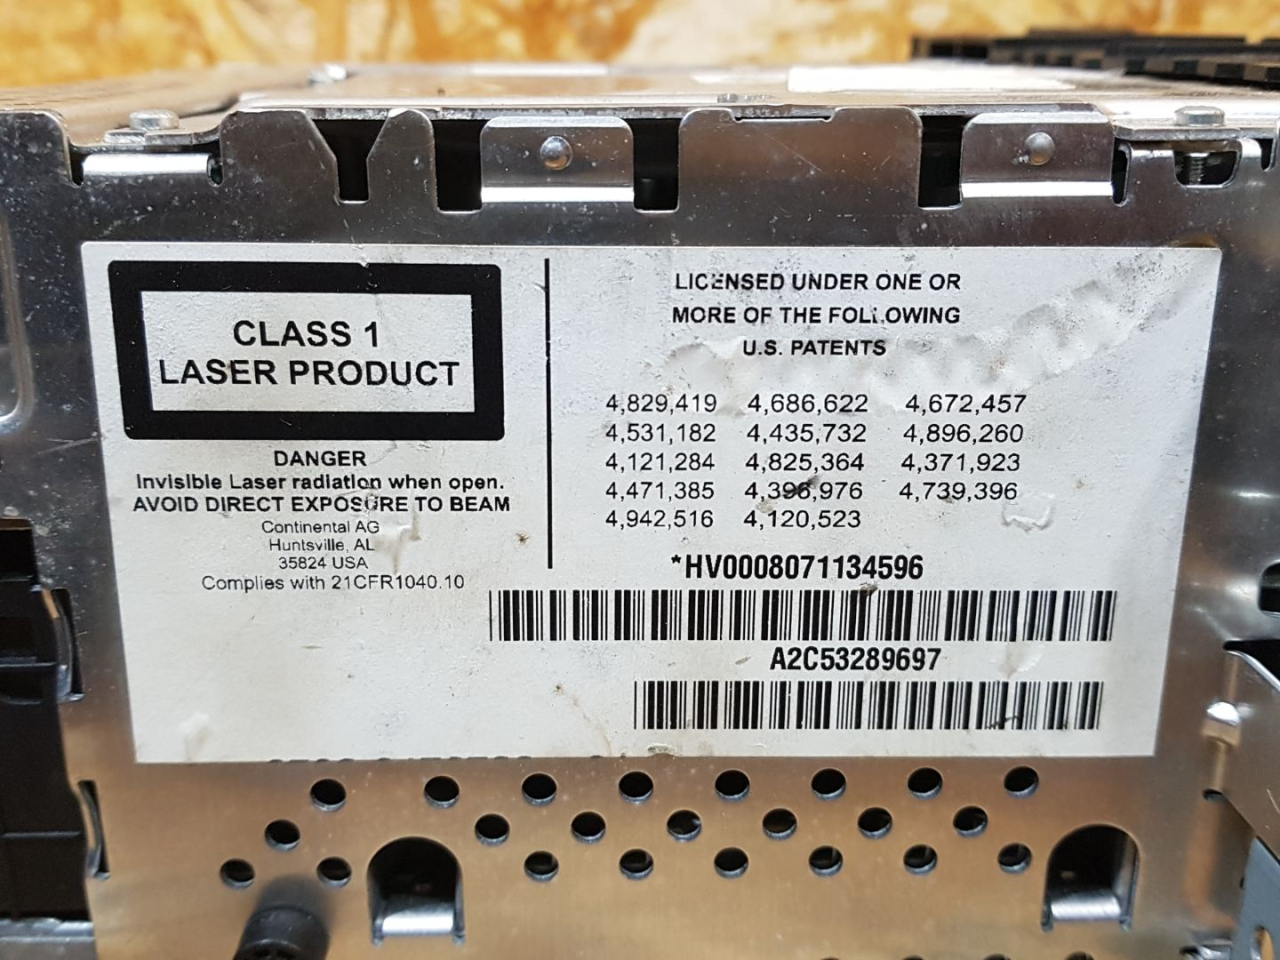 CLASS 1
LASER PRODUCT
DANGER
Invisible Laser radiation when open.
AVOID DIRECT EXPOSURE TO BEAM
Continental AG
Huntsville, AL
35824 USA
Complies with 21CFR1040.10
LICENSED UNDER ONE OR
MORE OF THE FOLLOWING
U.S. PATENTS
4,829,419 4,686,622 4,672,457
4,531,182 4,435,732 4,896,260
4,121,284 4,825,364 4,371,923
4,471,385 4,396,976 4,739,396
4,942,516 4,120,523
*HV0008071134596
A2C53289697